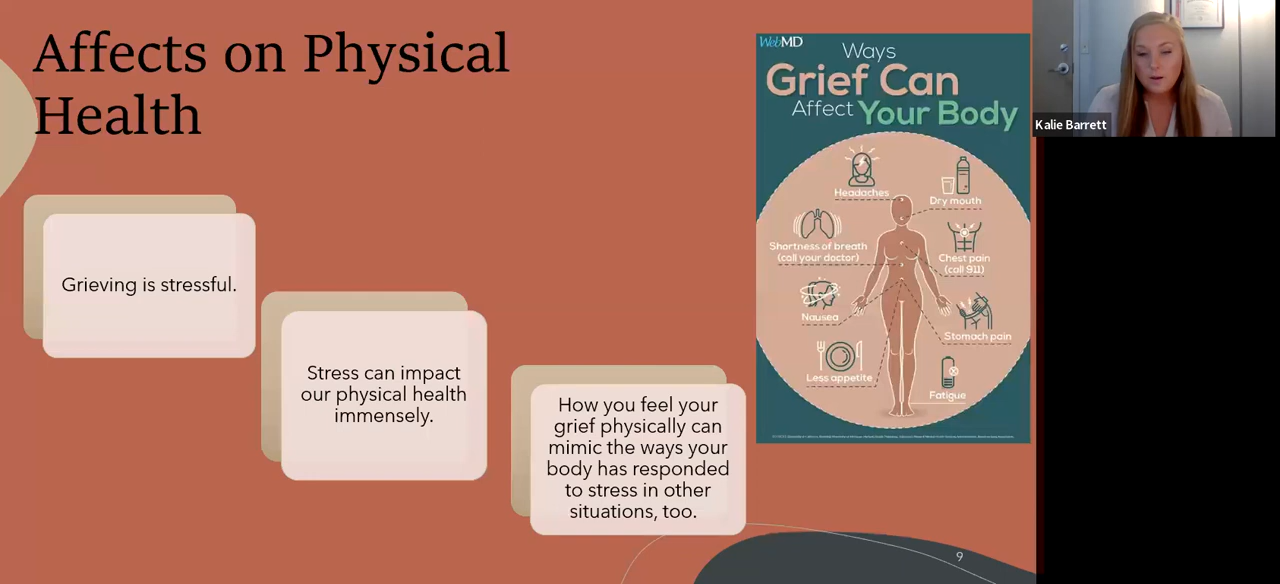 Affects on Physical
Health
Grieving is stressful.
Stress can impact
our physical health
immensely.
How you feel your
grief physically can
mimic the ways your
body has responded
to stress in other
situations, too.
WebMD
Ways
Grief Can
Affect Your Body
Headaches
Dry mouth
Shortness of breath
(call your doctor)
Chest pain
(call 911)
Nausea
Stomach pain
Less appetite
Fatigue
9
Kalie Barrett